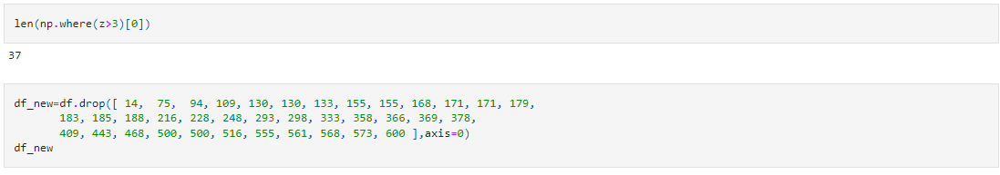 len(np.where(z>3)[0])
37
df_new=df.drop([ 14,  75,  94, 109, 130, 130, 133, 155, 155, 168, 171, 171, 179,
       183, 185, 188, 216, 228, 248, 293, 298, 333, 358, 366, 369, 378,
       409, 443, 468, 500, 500, 516, 555, 561, 568, 573, 600 ],axis=0)
df_new